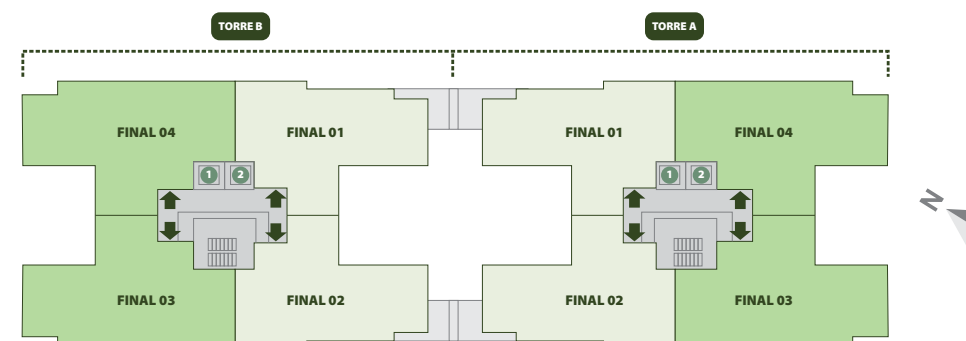 TORRE B
TORRE A
FINAL 04
FINAL 01
FINAL 01
FINAL 04
1
2
1
2
N
FINAL 03
FINAL 02
FINAL 02
FINAL 03